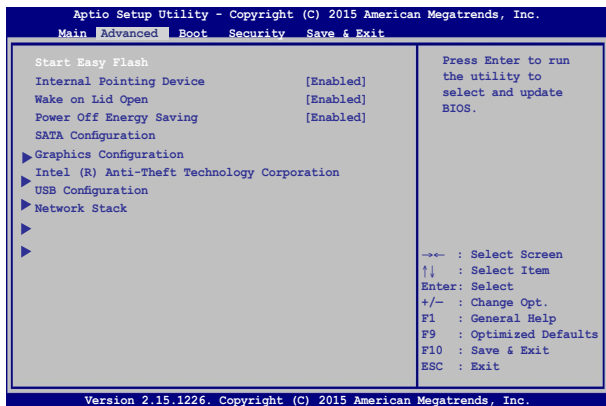 Aptio Setup Utility - Copyright (C) 2015 American Megatrends, Inc.
Main Advanced Boot Security Save & Exit
Start Easy Flash
Internal Pointing Device [Enabled]
Wake on Lid Open [Enabled]
Power Off Energy Saving [Enabled]
SATA Configuration
Graphics Configuration
Intel (R) Anti-Theft Technology Corporation
USB Configuration
Network Stack
Press Enter to run
the utility to
select and update
BIOS.
→← : Select Screen
↑↓ : Select Item
Enter: Select
+/— : Change Opt.
F1 : General Help
F9 : Optimized Defaults
F10 : Save & Exit
ESC : Exit
Version 2.15.1226. Copyright (C) 2015 American Megatrends, Inc.